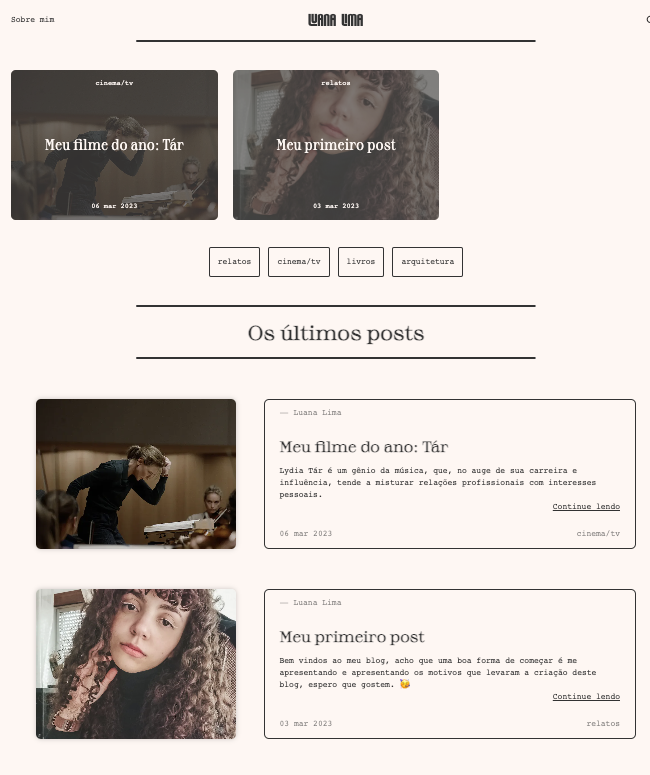 Sobre mim
LUANA LIMA
cinema/tv
Meu filme do ano: Tár
06 mar 2023
relatos
Meu primeiro post
03 mar 2023
relatos
cinema/tv
livros
arquitetura
Os últimos posts
— Luana Lima
Meu filme do ano: Tár
Lydia Tár é um gênio da música, que, no auge de sua carreira e
influência, tende a misturar relações profissionais com interesses
pessoais.
Continue lendo
06 mar 2023
cinema/tv
— Luana Lima
Meu primeiro post
Bem vindos ao meu blog, acho que uma boa forma de começar é me
apresentando e apresentando os motivos que levaram a criação deste
blog, espero que gostem. 🥳
Continue lendo
03 mar 2023
relatos